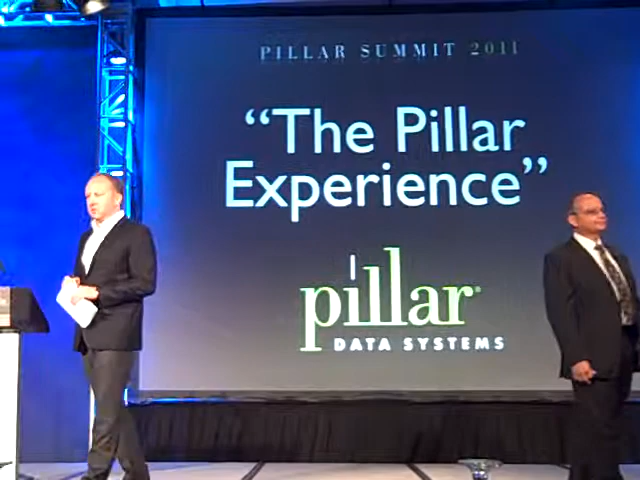 PILLAR SUMMIT 2011
“The Pillar
Experience”
pillar®
DATA SYSTEMS